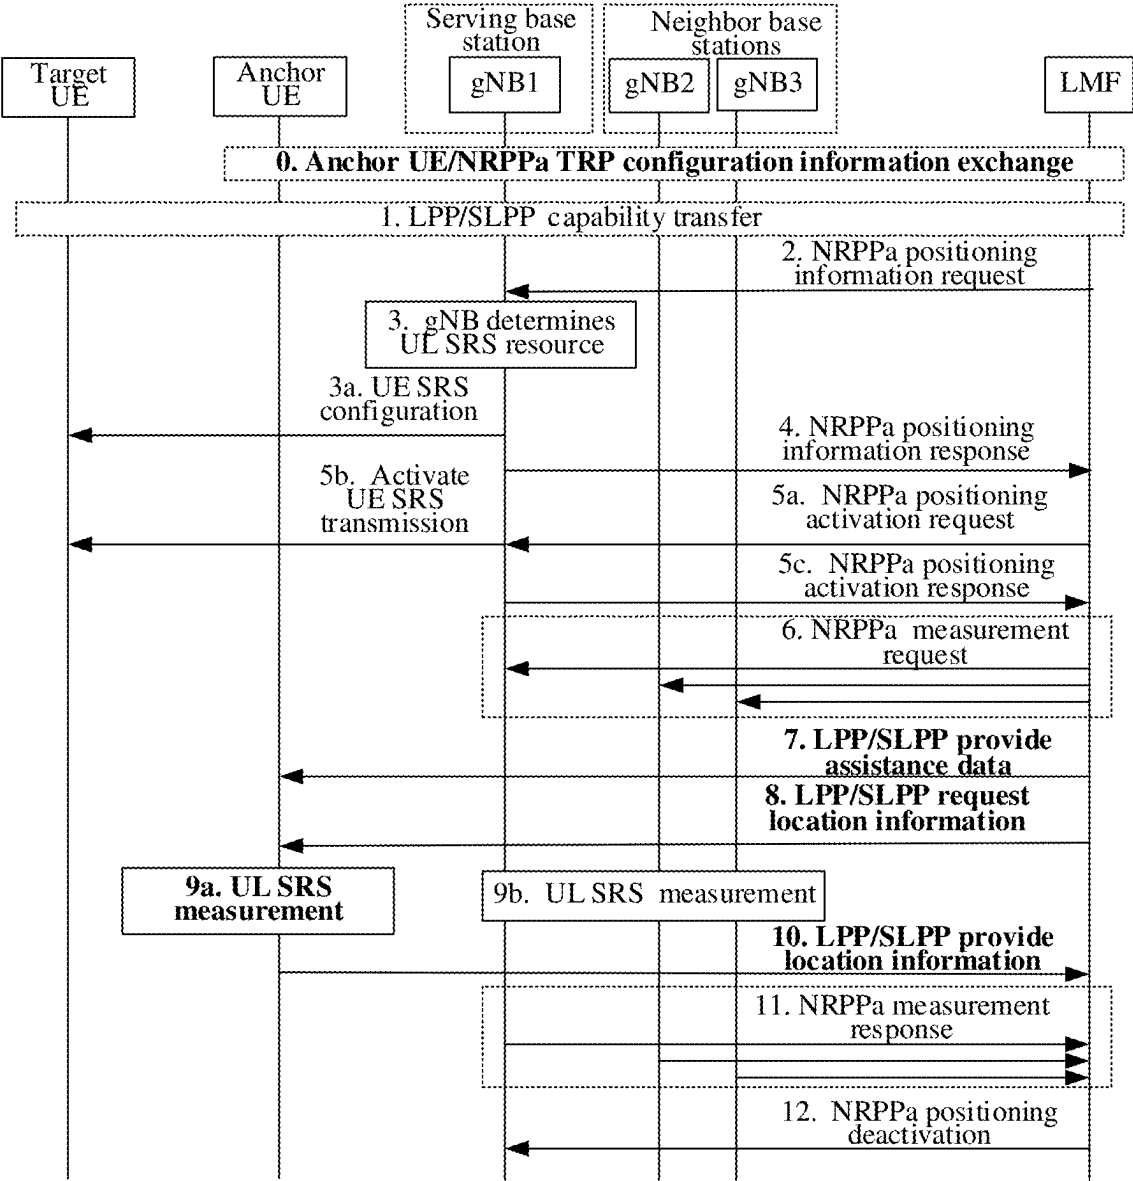 Serving base
station
Neighbor base
stations
Target
UE
Anchor
UE
gNB1
gNB2
gNB3
LMF
0. Anchor UE/NRPPa TRP configuration information exchange
1. LPP/SLPP capability transfer
2. NRPPa positioning
information request
3. gNB determines
UL SRS resource
3a. UE SRS
configuration
4. NRPPa positioning
information response
5b. Activate
UE SRS
transmission
5a. NRPPa positioning
activation request
5c. NRPPa positioning
activation response
6. NRPPa measurement
request
7. LPP/SLPP provide
assistance data
8. LPP/SLPP request
location information
9a. UL SRS
measurement
9b. UL SRS measurement
10. LPP/SLPP provide
location information
11. NRPPa measurement
response
12. NRPPa positioning
deactivation